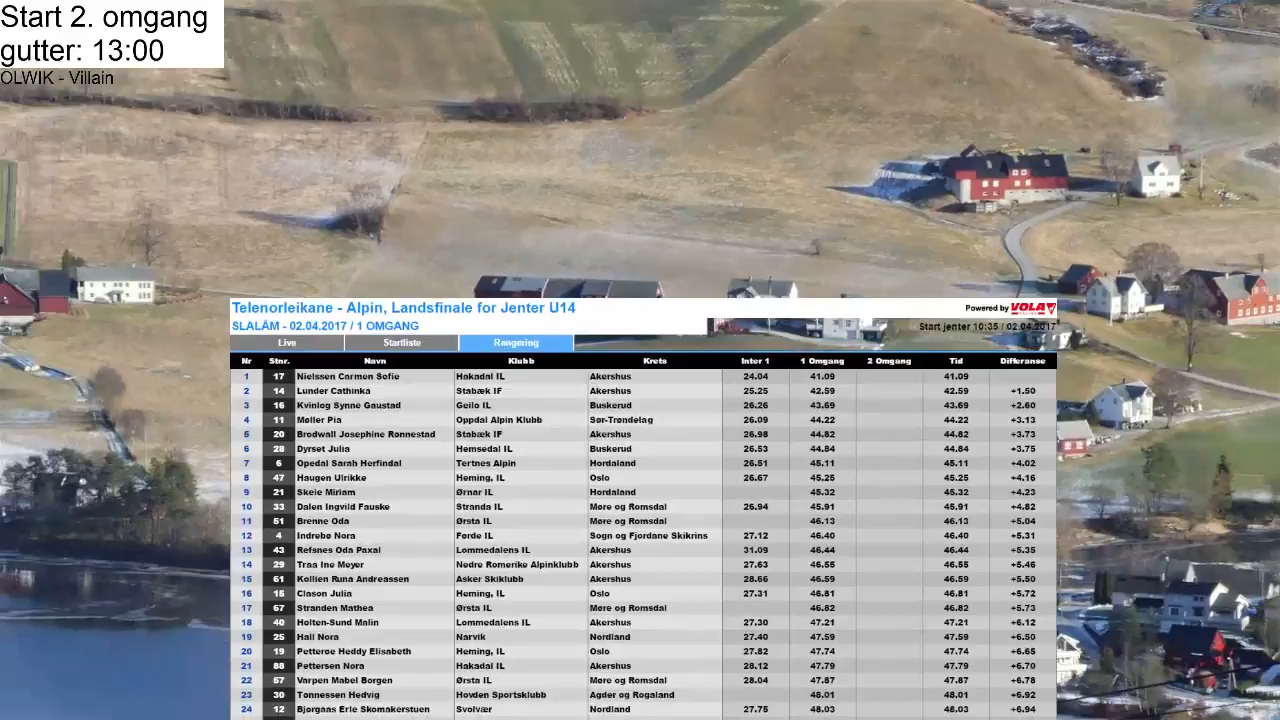 Start 2. omgang
gutter: 13:00
OLWIK - Villain
Telenorleikane - Alpin, Landsfinale for Jenter U14
Powered by VOLA
SLALÅM - 02.04.2017 / 1 OMGANG
Start jenter 10:35 / 02.04.2017
Live Startliste Rangering
Nr Stnr. Navn Klubb Krets Inter 1 1 Omgang 2 Omgang Tid Differanse
1 17 Nielssen Carmen Sofie Hakadal IL Akershus 24.04 41.09 41.09
2 14 Lunder Cathinka Stabæk IF Akershus 25.25 42.59 42.59 +1.50
3 16 Kvinlog Synne Gaustad Geilo IL Buskerud 26.26 43.69 43.69 +2.60
4 11 Møller Pia Oppdal Alpin Klubb Sør-Trøndelag 26.09 44.22 44.22 +3.13
5 20 Brodwall Josephine Rønnestad Stabæk IF Akershus 26.98 44.82 44.82 +3.73
6 28 Dyrset Julia Hemsedal IL Buskerud 26.53 44.84 44.84 +3.75
7 6 Opedal Sarah Herfindal Tertnes Alpin Hordaland 26.51 45.11 45.11 +4.02
8 47 Haugen Ulrikke Heming, IL Oslo 26.67 45.25 45.25 +4.16
9 21 Skeie Miriam Ørnar IL Hordaland 45.32 45.32 +4.23
10 33 Dalen Ingvild Fauske Stranda IL Møre og Romsdal 26.94 45.91 45.91 +4.82
11 51 Brenne Oda Ørsta IL Møre og Romsdal 46.13 46.13 +5.04
12 4 Indrebø Nora Førde IL Sogn og Fjordane Skikrins 27.12 46.40 46.40 +5.31
13 43 Refsnes Oda Paxal Lommedalens IL Akershus 31.09 46.44 46.44 +5.35
14 29 Traa Ine Meyer Nedre Romerike Alpinklubb Akershus 27.63 46.55 46.55 +5.46
15 61 Kollien Runa Andreassen Asker Skiklubb Akershus 28.66 46.59 46.59 +5.50
16 15 Clason Julia Heming, IL Oslo 27.31 46.81 46.81 +5.72
17 67 Stranden Mathea Ørsta IL Møre og Romsdal 46.82 46.82 +5.73
18 40 Holten-Sund Malin Lommedalens IL Akershus 27.30 47.21 47.21 +6.12
19 25 Hall Nora Narvik Nordland 27.40 47.59 47.59 +6.50
20 19 Petterøe Heddy Elisabeth Heming, IL Oslo 27.82 47.74 47.74 +6.65
21 88 Pettersen Nora Hakadal IL Akershus 28.12 47.79 47.79 +6.70
22 57 Varpen Mabel Borgen Ørsta IL Møre og Romsdal 28.04 47.87 47.87 +6.78
23 30 Tønnessen Hedvig Hovden Sportsklubb Agder og Rogaland 48.01 48.01 +6.92
24 12 Bjørgaas Erle Skomakerstuen Svolvær Nordland 27.75 48.03 48.03 +6.94